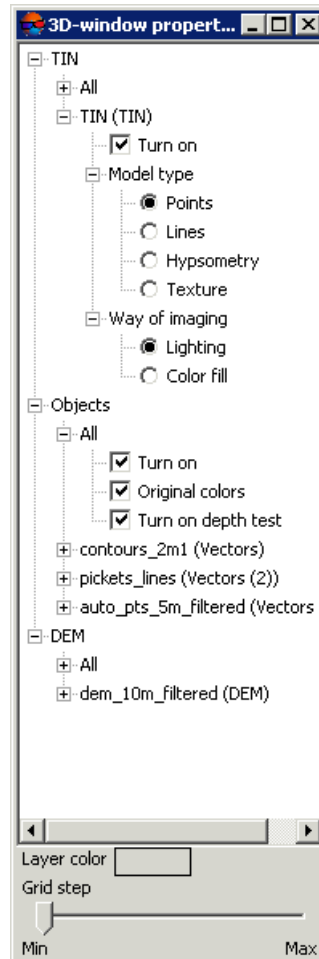 3D-window propert...
TIN
All
TIN (TIN)
Turn on
Model type
Points
Lines
Hypsometry
Texture
Way of imaging
Lighting
Color fill
Objects
All
Turn on
Original colors
Turn on depth test
contours_2m1 (Vectors)
pickets_lines (Vectors (2))
auto_pts_5m_filtered (Vectors
DEM
All
dem_10m_filtered (DEM)
Layer color
Grid step
Min Max